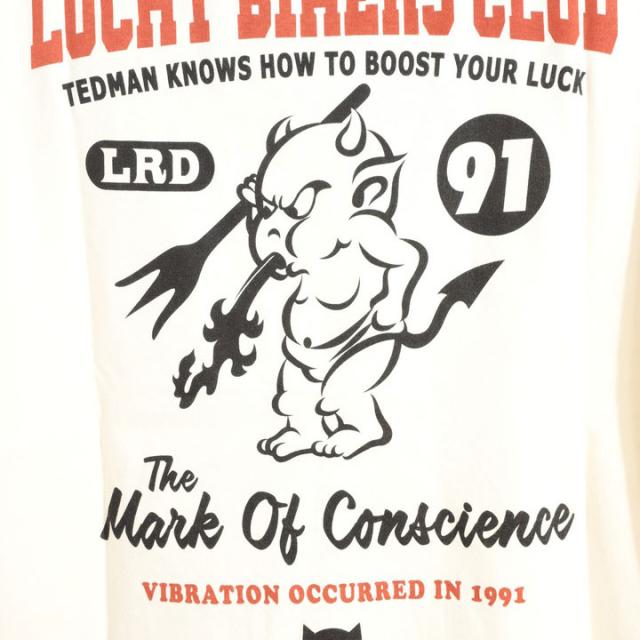 LUCKY BIKERS CLUB
TEDMAN KNOWS HOW TO BOOST YOUR LUCK
LRD
91
The
Mark Of Conscience
VIBRATION OCCURRED IN 1991